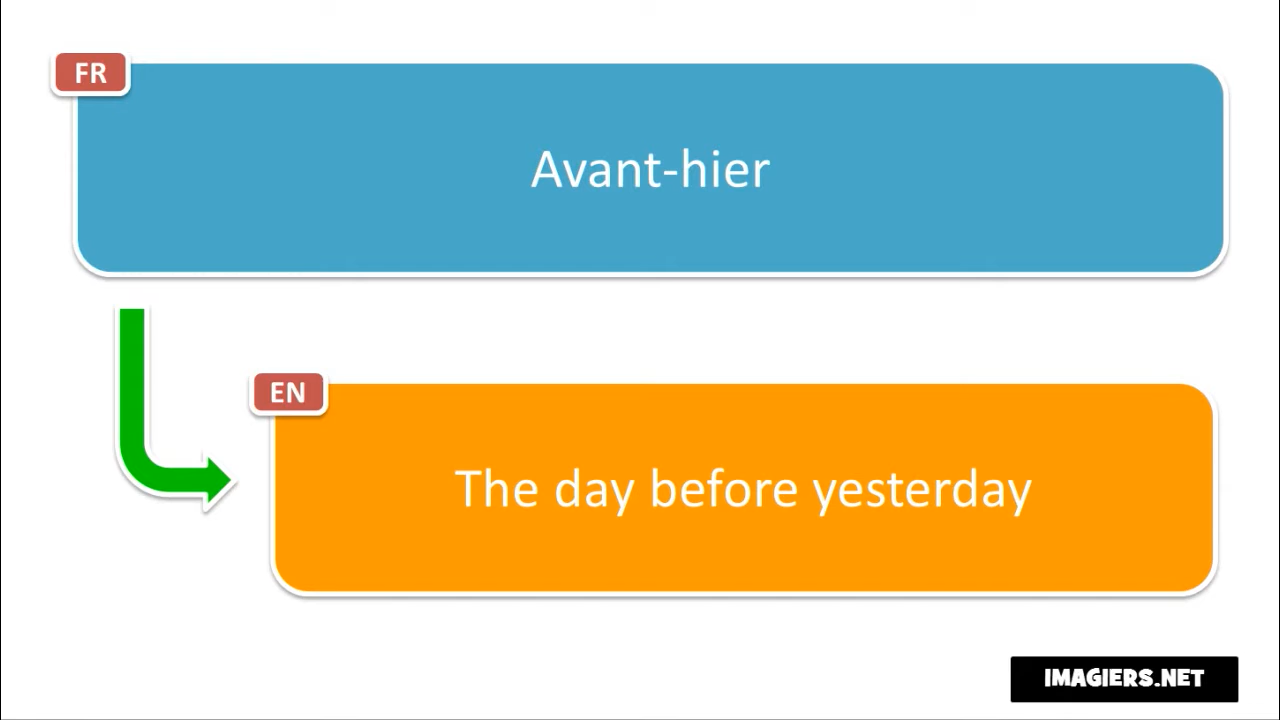 FR
Avant-hier
EN
The day before yesterday
IMAGIERS.NET